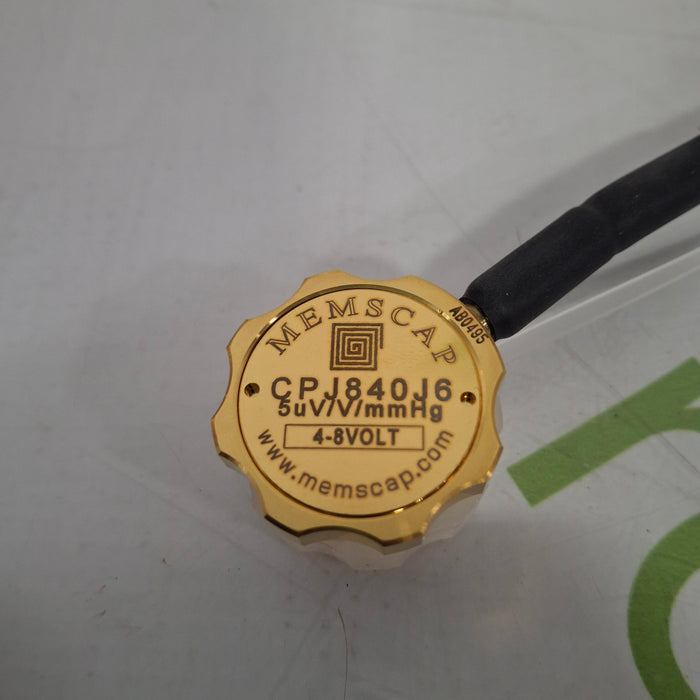 MEMSCAP
AB0495
CPJ840J6
5uV/V/mmHg
4-8VOLT
www.memscap.com